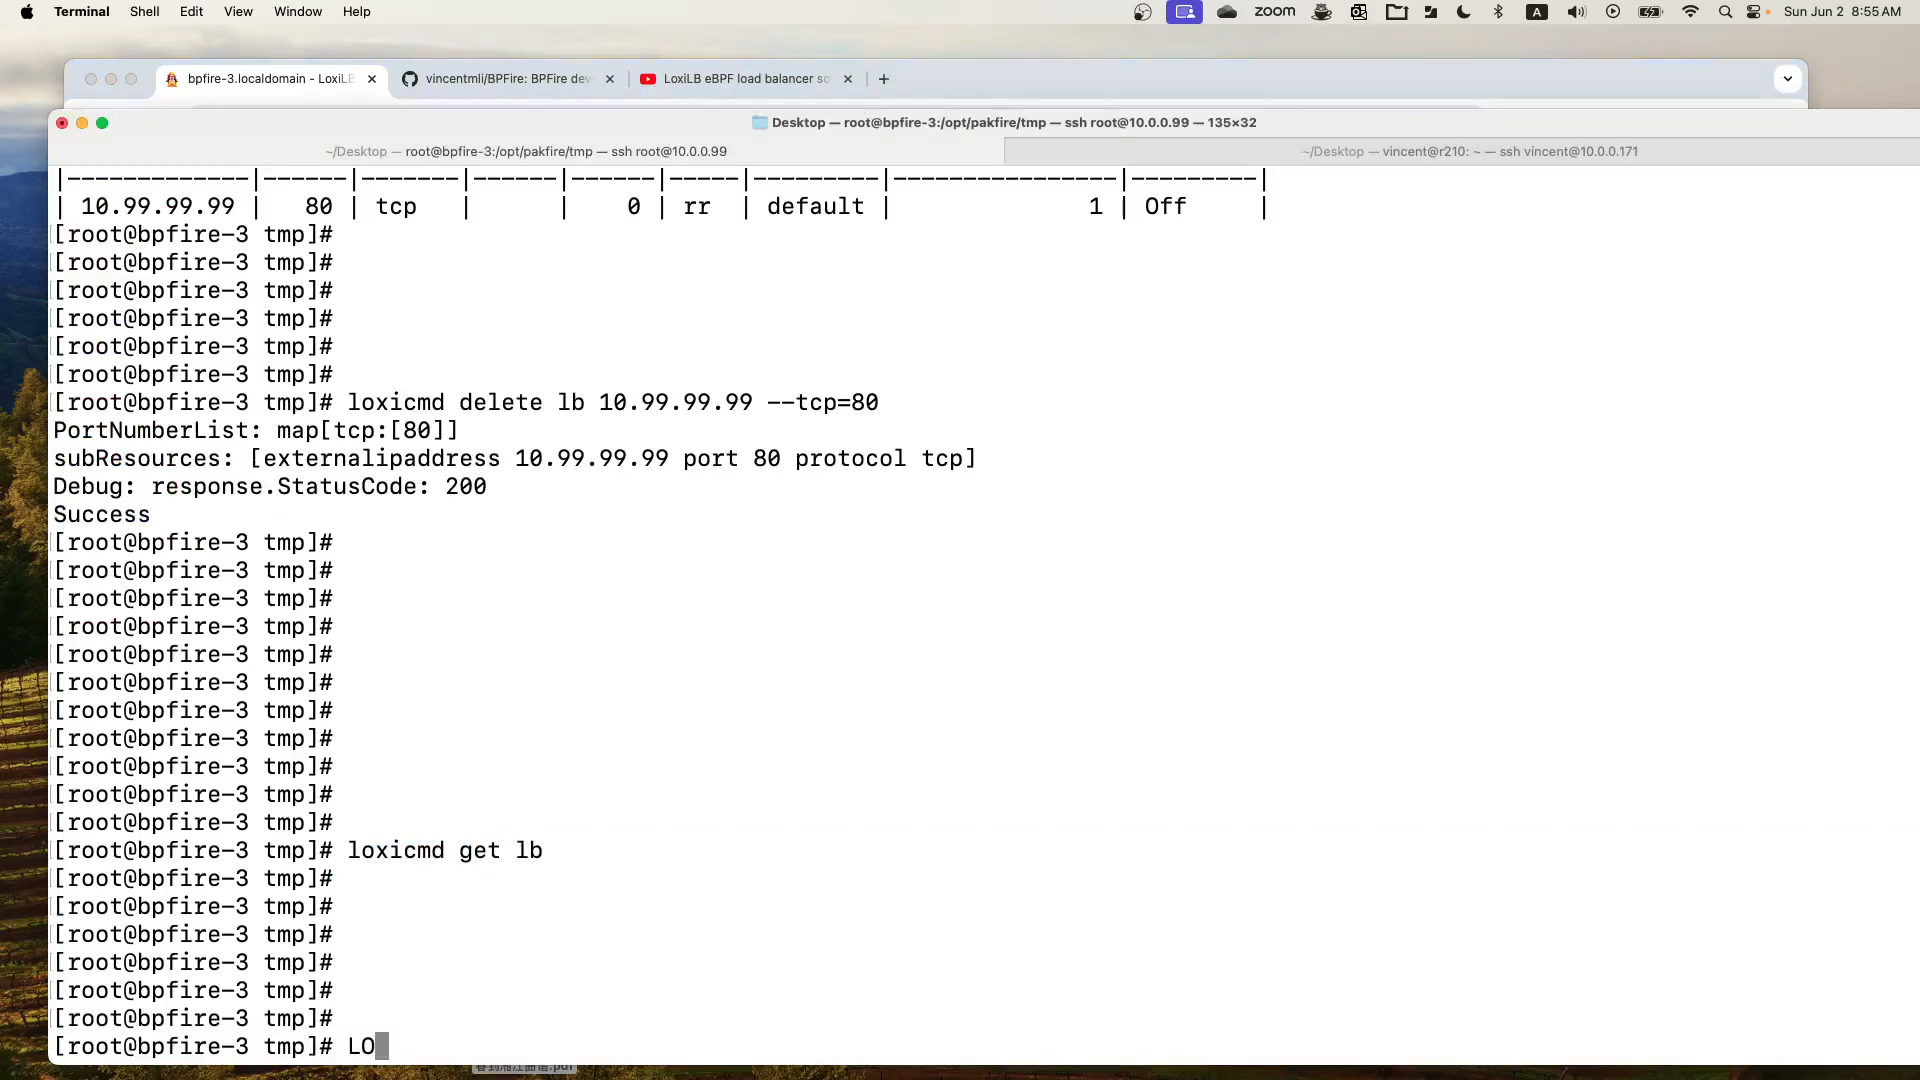 Terminal Shell Edit View Window Help zoom A Sun Jun 2 8:55 AM
bpfire-3.localdomain - LoxiLB vincentmli/BPFire: BPFire dev LoxiLB eBPF load balancer so
Desktop — root@bpfire-3:/opt/pakfire/tmp — ssh root@10.0.0.99 — 135×32
~/Desktop — root@bpfire-3:/opt/pakfire/tmp — ssh root@10.0.0.99 ~/Desktop — vincent@r210: ~ — ssh vincent@10.0.0.171
|-------------|------|-------|------|------|-----|---------|----------------|---------|
| 10.99.99.99 | 80 | tcp | | 0 | rr | default | 1 | Off |
[root@bpfire-3 tmp]#
[root@bpfire-3 tmp]#
[root@bpfire-3 tmp]#
[root@bpfire-3 tmp]#
[root@bpfire-3 tmp]#
[root@bpfire-3 tmp]#
[root@bpfire-3 tmp]# loxicmd delete lb 10.99.99.99 --tcp=80
PortNumberList: map[tcp:[80]]
subResources: [externalipaddress 10.99.99.99 port 80 protocol tcp]
Debug: response.StatusCode: 200
Success
[root@bpfire-3 tmp]#
[root@bpfire-3 tmp]#
[root@bpfire-3 tmp]#
[root@bpfire-3 tmp]#
[root@bpfire-3 tmp]#
[root@bpfire-3 tmp]#
[root@bpfire-3 tmp]#
[root@bpfire-3 tmp]#
[root@bpfire-3 tmp]#
[root@bpfire-3 tmp]#
[root@bpfire-3 tmp]#
[root@bpfire-3 tmp]# loxicmd get lb
[root@bpfire-3 tmp]#
[root@bpfire-3 tmp]#
[root@bpfire-3 tmp]#
[root@bpfire-3 tmp]#
[root@bpfire-3 tmp]#
[root@bpfire-3 tmp]#
[root@bpfire-3 tmp]# LO